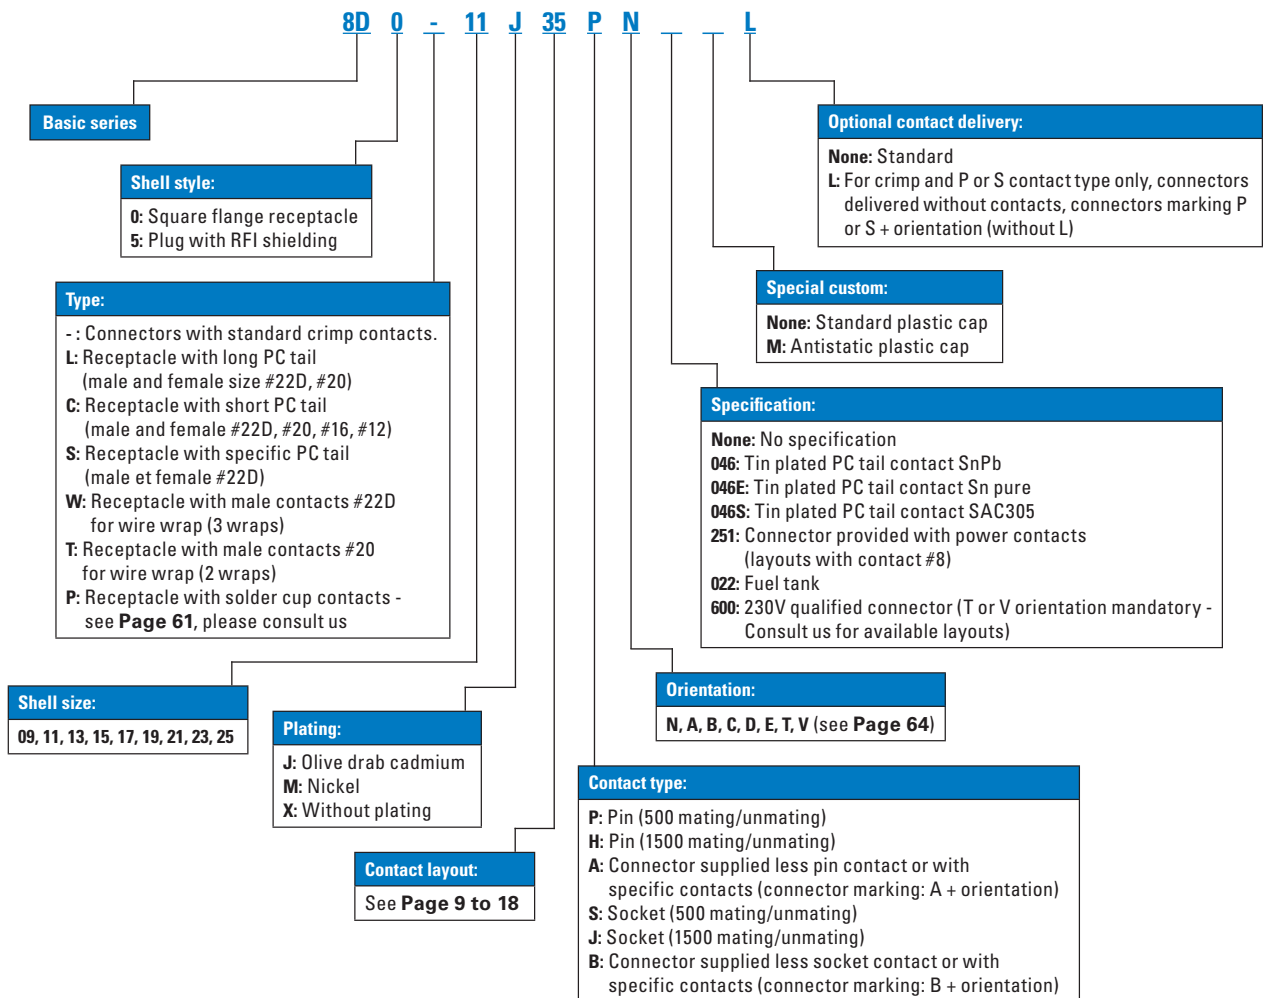 8D 0 - 11 J 35 P N _ _ L
Basic series
Shell style:
0: Square flange receptacle
5: Plug with RFI shielding
Type:
- : Connectors with standard crimp contacts.
L: Receptacle with long PC tail
(male and female size #22D, #20)
C: Receptacle with short PC tail
(male and female #22D, #20, #16, #12)
S: Receptacle with specific PC tail
(male et female #22D)
W: Receptacle with male contacts #22D
for wire wrap (3 wraps)
T: Receptacle with male contacts #20
for wire wrap (2 wraps)
P: Receptacle with solder cup contacts -
see Page 61, please consult us
Shell size:
09, 11, 13, 15, 17, 19, 21, 23, 25
Plating:
J: Olive drab cadmium
M: Nickel
X: Without plating
Contact layout:
See Page 9 to 18
Optional contact delivery:
None: Standard
L: For crimp and P or S contact type only, connectors
delivered without contacts, connectors marking P
or S + orientation (without L)
Special custom:
None: Standard plastic cap
M: Antistatic plastic cap
Specification:
None: No specification
046: Tin plated PC tail contact SnPb
046E: Tin plated PC tail contact Sn pure
046S: Tin plated PC tail contact SAC305
251: Connector provided with power contacts
(layouts with contact #8)
022: Fuel tank
600: 230V qualified connector (T or V orientation mandatory -
Consult us for available layouts)
Orientation:
N, A, B, C, D, E, T, V (see Page 64)
Contact type:
P: Pin (500 mating/unmating)
H: Pin (1500 mating/unmating)
A: Connector supplied less pin contact or with
specific contacts (connector marking: A + orientation)
S: Socket (500 mating/unmating)
J: Socket (1500 mating/unmating)
B: Connector supplied less socket contact or with
specific contacts (connector marking: B + orientation)